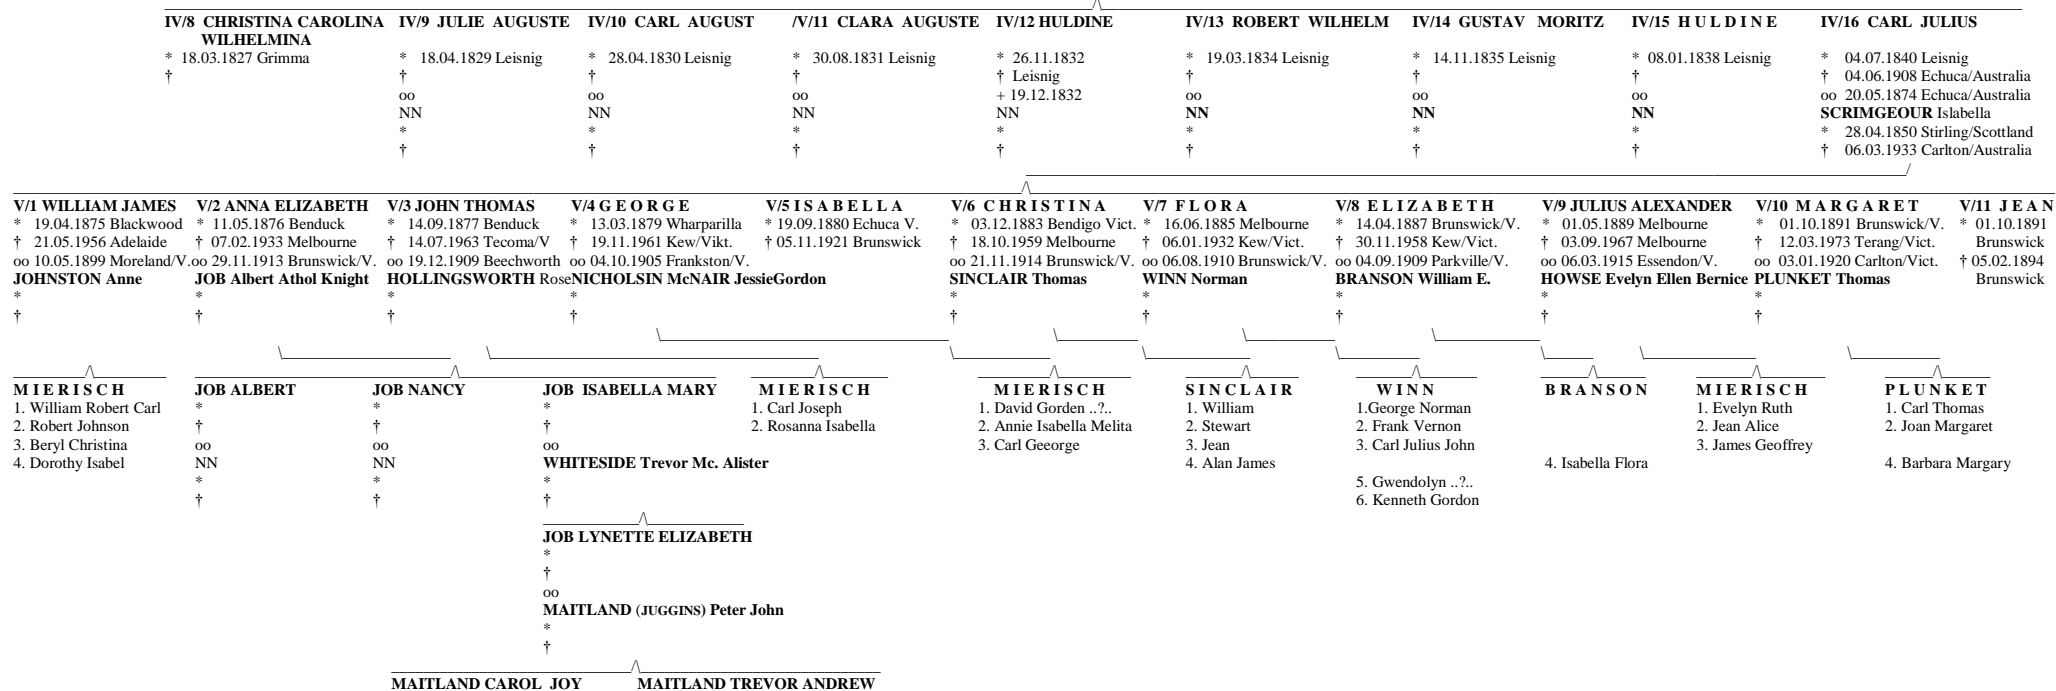 IV/8 CHRISTINA CAROLINA IV/9 JULIE AUGUSTE IV/10 CARL AUGUST /V/11 CLARA AUGUSTE IV/12 HULDINE IV/13 ROBERT WILHELM IV/14 GUSTAV MORITZ IV/15 H U L D I N E IV/16 CARL JULIUS
WILHELMINA
* 18.03.1827 Grimma * 18.04.1829 Leisnig * 28.04.1830 Leisnig * 30.08.1831 Leisnig * 26.11.1832 * 19.03.1834 Leisnig * 14.11.1835 Leisnig * 08.01.1838 Leisnig * 04.07.1840 Leisnig
† † † † † Leisnig † † † † 04.06.1908 Echuca/Australia
oo oo oo + 19.12.1832 oo oo oo oo 20.05.1874 Echuca/Australia
NN NN NN NN NN NN NN SCRIMGEOUR Islabella
* * * * * * * * 28.04.1850 Stirling/Scottland
† † † † † † † † 06.03.1933 Carlton/Australia
V/1 WILLIAM JAMES V/2 ANNA ELIZABETH V/3 JOHN THOMAS V/4 G E O R G E V/5 I S A B E L L A V/6 C H R I S T I N A V/7 F L O R A V/8 E L I Z A B E T H V/9 JULIUS ALEXANDER V/10 M A R G A R E T V/11 J E A N
* 19.04.1875 Blackwood * 11.05.1876 Benduck * 14.09.1877 Benduck * 13.03.1879 Wharparilla * 19.09.1880 Echuca V. * 03.12.1883 Bendigo Vict. * 16.06.1885 Melbourne * 14.04.1887 Brunswick/V. * 01.05.1889 Melbourne * 01.10.1891 Brunswick/V. * 01.10.1891
† 21.05.1956 Adelaide † 07.02.1933 Melbourne † 14.07.1963 Tecoma/V † 19.11.1961 Kew/Vikt. † 05.11.1921 Brunswick † 18.10.1959 Melbourne † 06.01.1932 Kew/Vict. † 30.11.1958 Kew/Vict. † 03.09.1967 Melbourne † 12.03.1973 Terang/Vict. Brunswick
oo 10.05.1899 Moreland/V. oo 29.11.1913 Brunswick/V. oo 19.12.1909 Beechworth oo 04.10.1905 Frankston/V. oo 21.11.1914 Brunswick/V. oo 06.08.1910 Brunswick/V. oo 04.09.1909 Parkville/V. oo 06.03.1915 Essendon/V. oo 03.01.1920 Carlton/Vict. † 05.02.1894
JOHNSTON Anne JOB Albert Athol Knight HOLLINGSWORTH Rose NICHOLSIN McNAIR JessieGordon SINCLAIR Thomas WINN Norman BRANSON William E. HOWSE Evelyn Ellen Bernice PLUNKET Thomas Brunswick
* * * * * * * * *
† † † † † † † † †
M I E R I S C H JOB ALBERT JOB NANCY JOB ISABELLA MARY M I E R I S C H M I E R I S C H S I N C L A I R W I N N B R A N S O N M I E R I S C H P L U N K E T
1. William Robert Carl * * * 1. Carl Joseph 1. David Gorden ..?.. 1. William 1.George Norman 1. Evelyn Ruth 1. Carl Thomas
2. Robert Johnson † † † 2. Rosanna Isabella 2. Annie Isabella Melita 2. Stewart 2. Frank Vernon 2. Jean Alice 2. Joan Margaret
3. Beryl Christina oo oo oo 3. Carl Geeorge 3. Jean 3. Carl Julius John 3. James Geoffrey
4. Dorothy Isabel NN NN WHITESIDE Trevor Mc. Alister 4. Alan James 4. Isabella Flora 4. Barbara Margary
* * * 5. Gwendolyn ..?..
† † † 6. Kenneth Gordon
JOB LYNETTE ELIZABETH
*
†
oo
MAITLAND (JUGGINS) Peter John
*
†
MAITLAND CAROL JOY MAITLAND TREVOR ANDREW